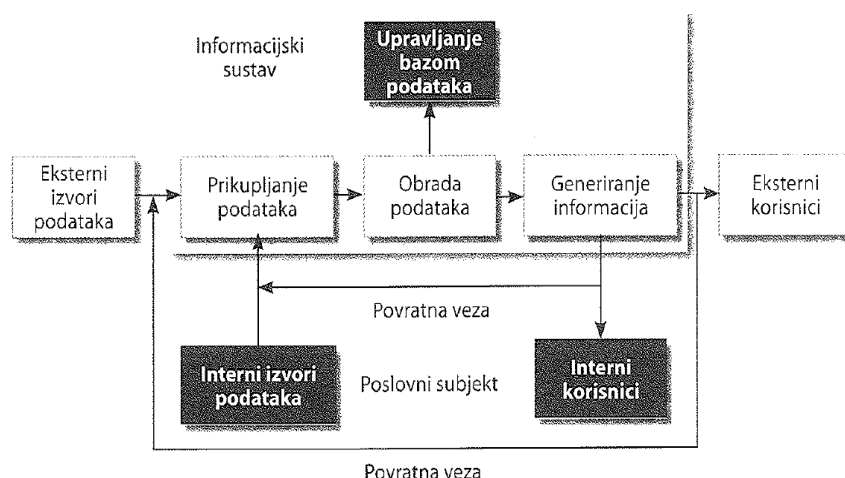 Informacijski
sustav
Upravljanje
bazom
podataka
Eksterni
izvori
podataka
Prikupljanje
podataka
Obrada
podataka
Generiranje
informacija
Eksterni
korisnici
Povratna veza
Interni izvori
podataka
Poslovni subjekt
Interni
korisnici
Povratna veza